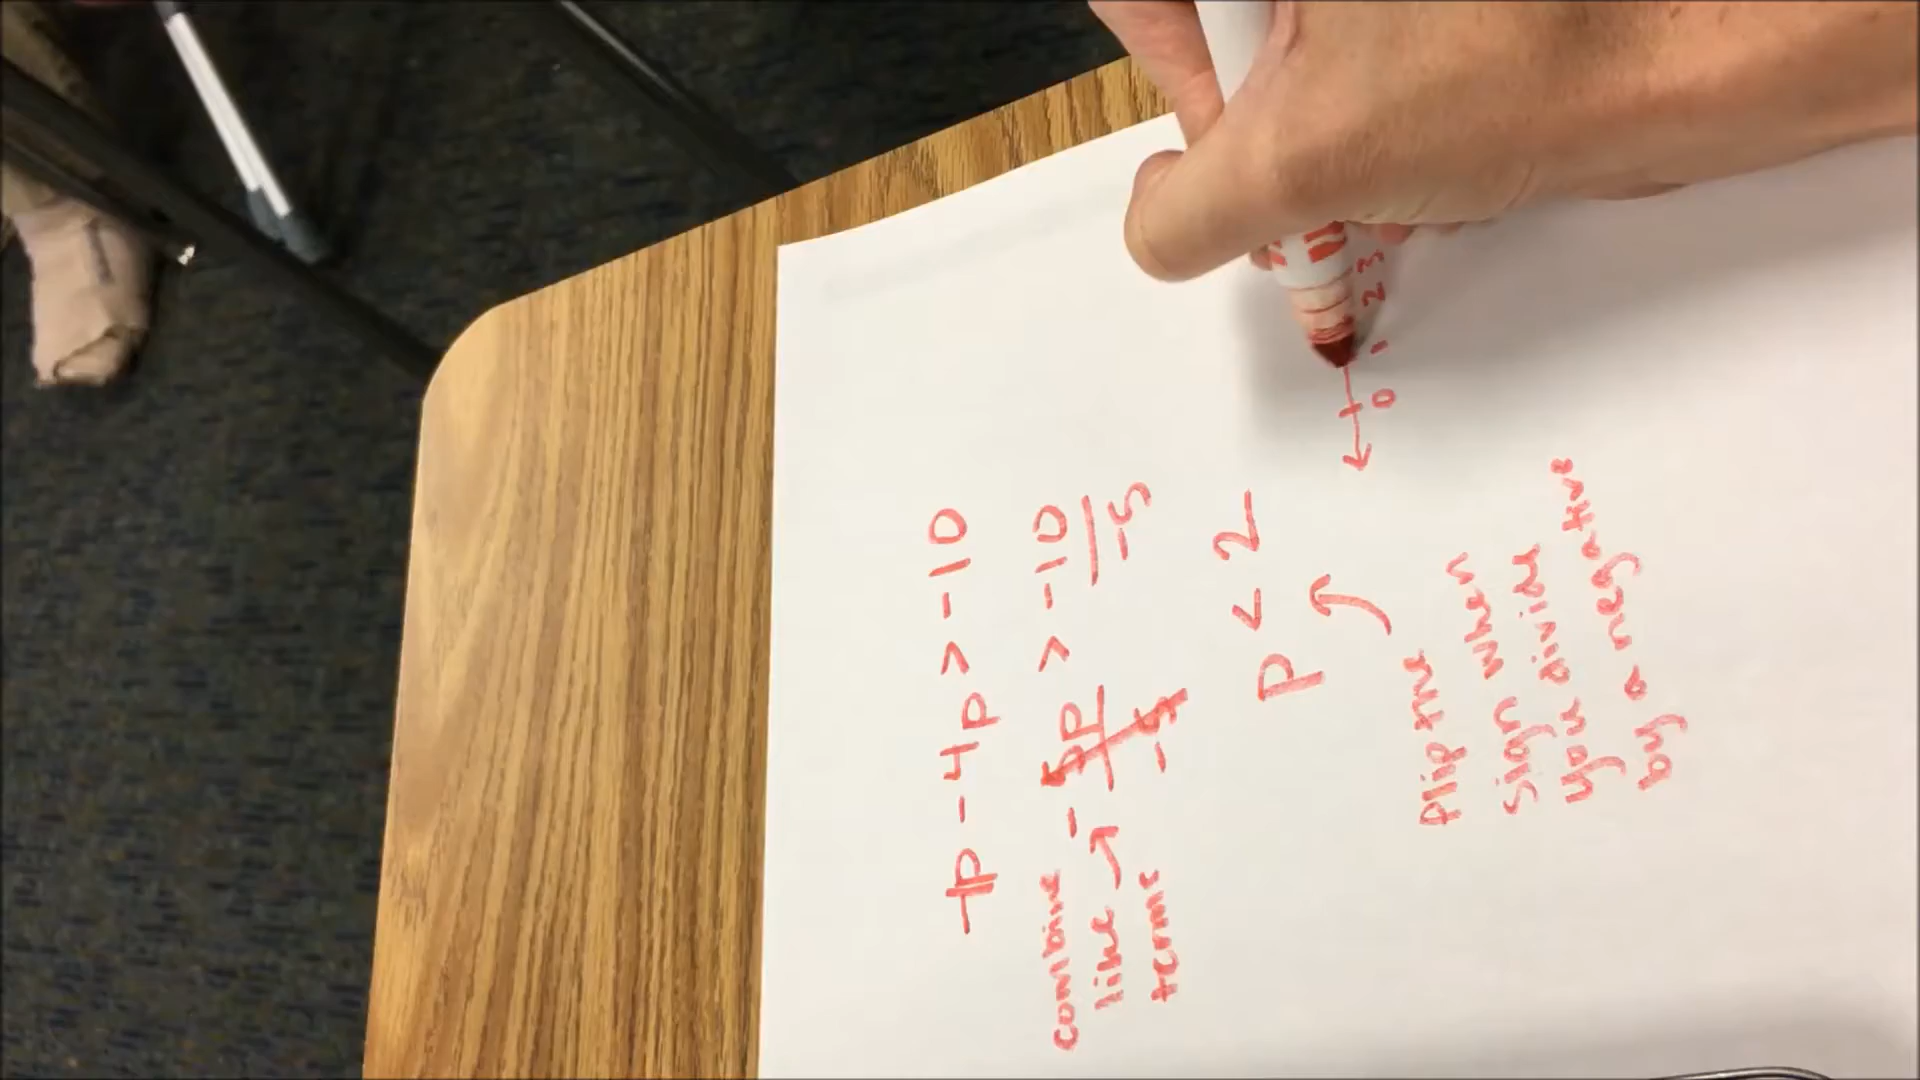 -p - 4p > -10
-5p > -10
-5 -5
combine
like
terms
p < 2
flip the
sign when
you divide
by a negative
0 1 2 3